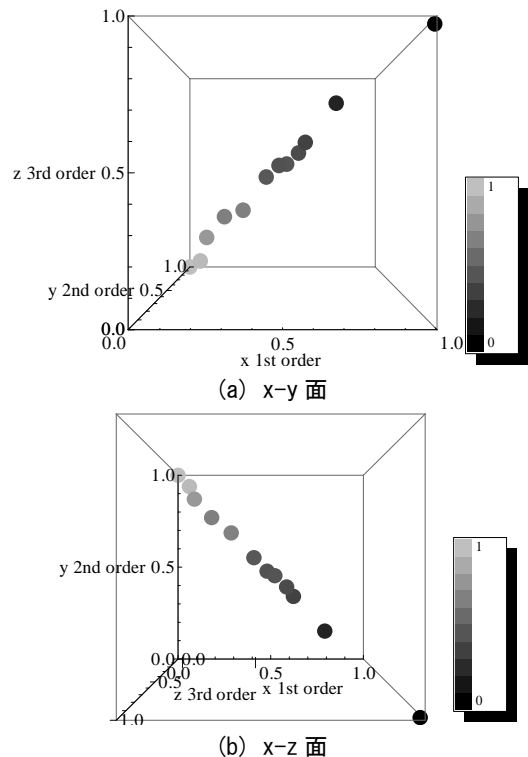 1.0
z 3rd order 0.5
1
1.0
y 2nd order 0.5
0.0
0
0.0 0.5 1.0
x 1st order
(a) x-y 面
1.0
1
y 2nd order 0.5
0.0 0.0
0.0 0.5 1.0
0.5
z 3rd order x 1st order
0
1.0
(b) x-z 面